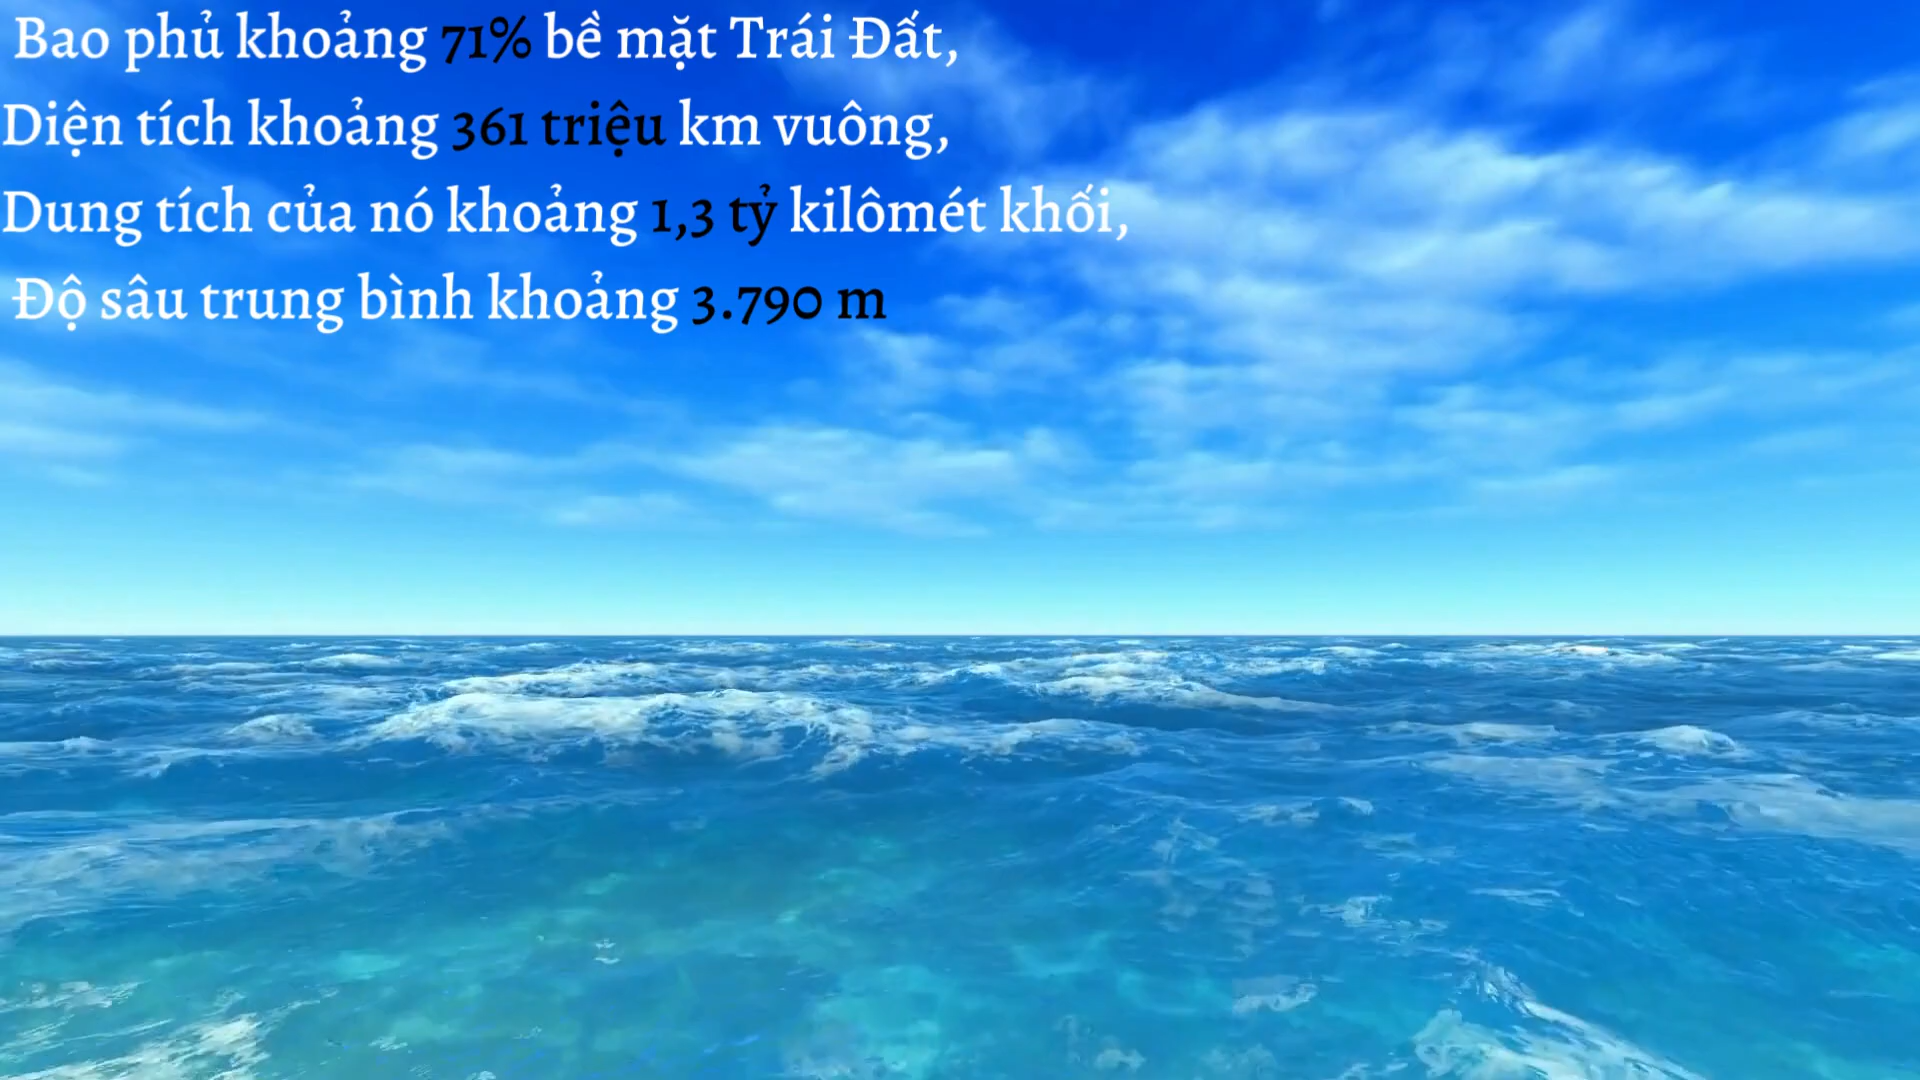 Bao phủ khoảng 71% bề mặt Trái Đất,
Diện tích khoảng 361 triệu km vuông,
Dung tích của nó khoảng 1,3 tỷ kilômét khối,
Độ sâu trung bình khoảng 3.790 m